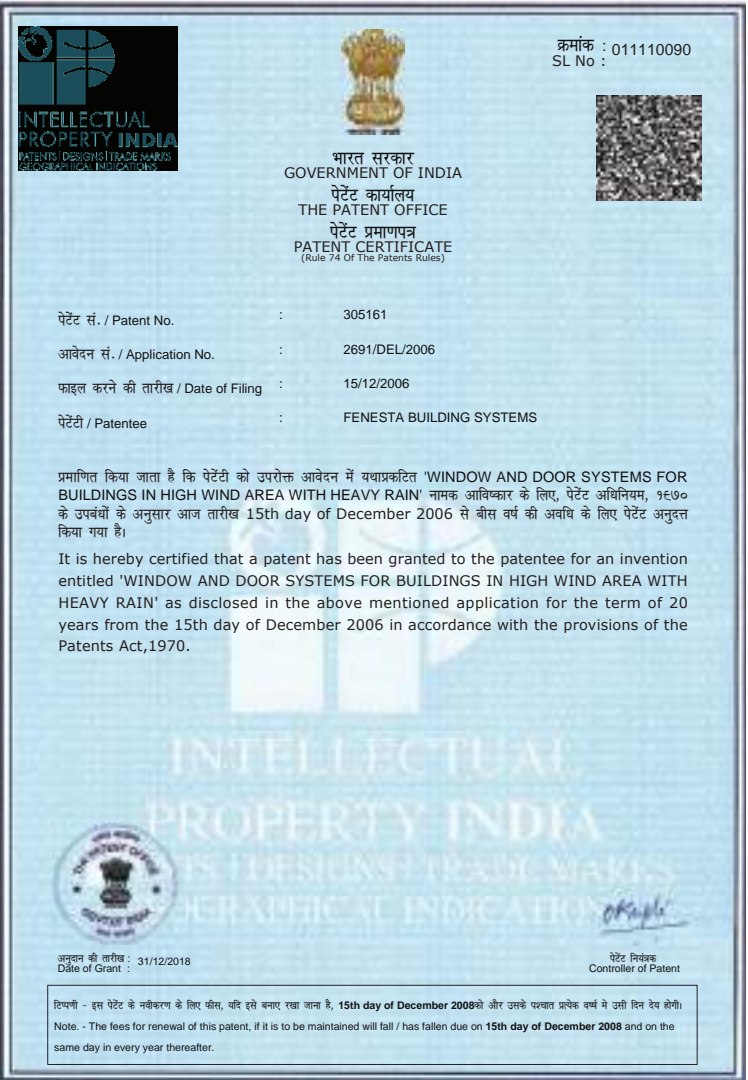 INTELLECTUAL
PROPERTY INDIA
PATENTS | DESIGNS | TRADE MARKS
GEOGRAPHICAL INDICATIONS
क्रमांक : 011110090
SL No :
भारत सरकार
GOVERNMENT OF INDIA
पेटेंट कार्यालय
THE PATENT OFFICE
पेटेंट प्रमाणपत्र
PATENT CERTIFICATE
(Rule 74 Of The Patents Rules)
पेटेंट सं. / Patent No. : 305161
आवेदन सं. / Application No. : 2691/DEL/2006
फाइल करने की तारीख / Date of Filing : 15/12/2006
पेटेंटी / Patentee : FENESTA BUILDING SYSTEMS
प्रमाणित किया जाता है कि पेटेंटी को उपरोक्त आवेदन में यथाप्रकटित 'WINDOW AND DOOR SYSTEMS FOR
BUILDINGS IN HIGH WIND AREA WITH HEAVY RAIN' नामक आविष्कार के लिए, पेटेंट अधिनियम, १९७०
के उपबंधों के अनुसार आज तारीख 15th day of December 2006 से बीस वर्ष की अवधि के लिए पेटेंट अनुदत्त
किया गया है।
It is hereby certified that a patent has been granted to the patentee for an invention
entitled 'WINDOW AND DOOR SYSTEMS FOR BUILDINGS IN HIGH WIND AREA WITH
HEAVY RAIN' as disclosed in the above mentioned application for the term of 20
years from the 15th day of December 2006 in accordance with the provisions of the
Patents Act,1970.
INTELLECTUAL
PROPERTY INDIA
DESIGNS | TRADE MARKS
GEOGRAPHICAL INDICATIONS
THE PATENT OFFICE
GOVT OF INDIA
अनुदान की तारीख : 31/12/2018
Date of Grant :
पेटेंट नियंत्रक
Controller of Patent
टिप्पणी - इस पेटेंट के नवीकरण के लिए फीस, यदि इसे बनाए रखा जाना है, 15th day of December 2008को और उसके पश्चात प्रत्येक वर्ष मे उसी दिन देय होगी।
Note. - The fees for renewal of this patent, if it is to be maintained will fall / has fallen due on 15th day of December 2008 and on the
same day in every year thereafter.